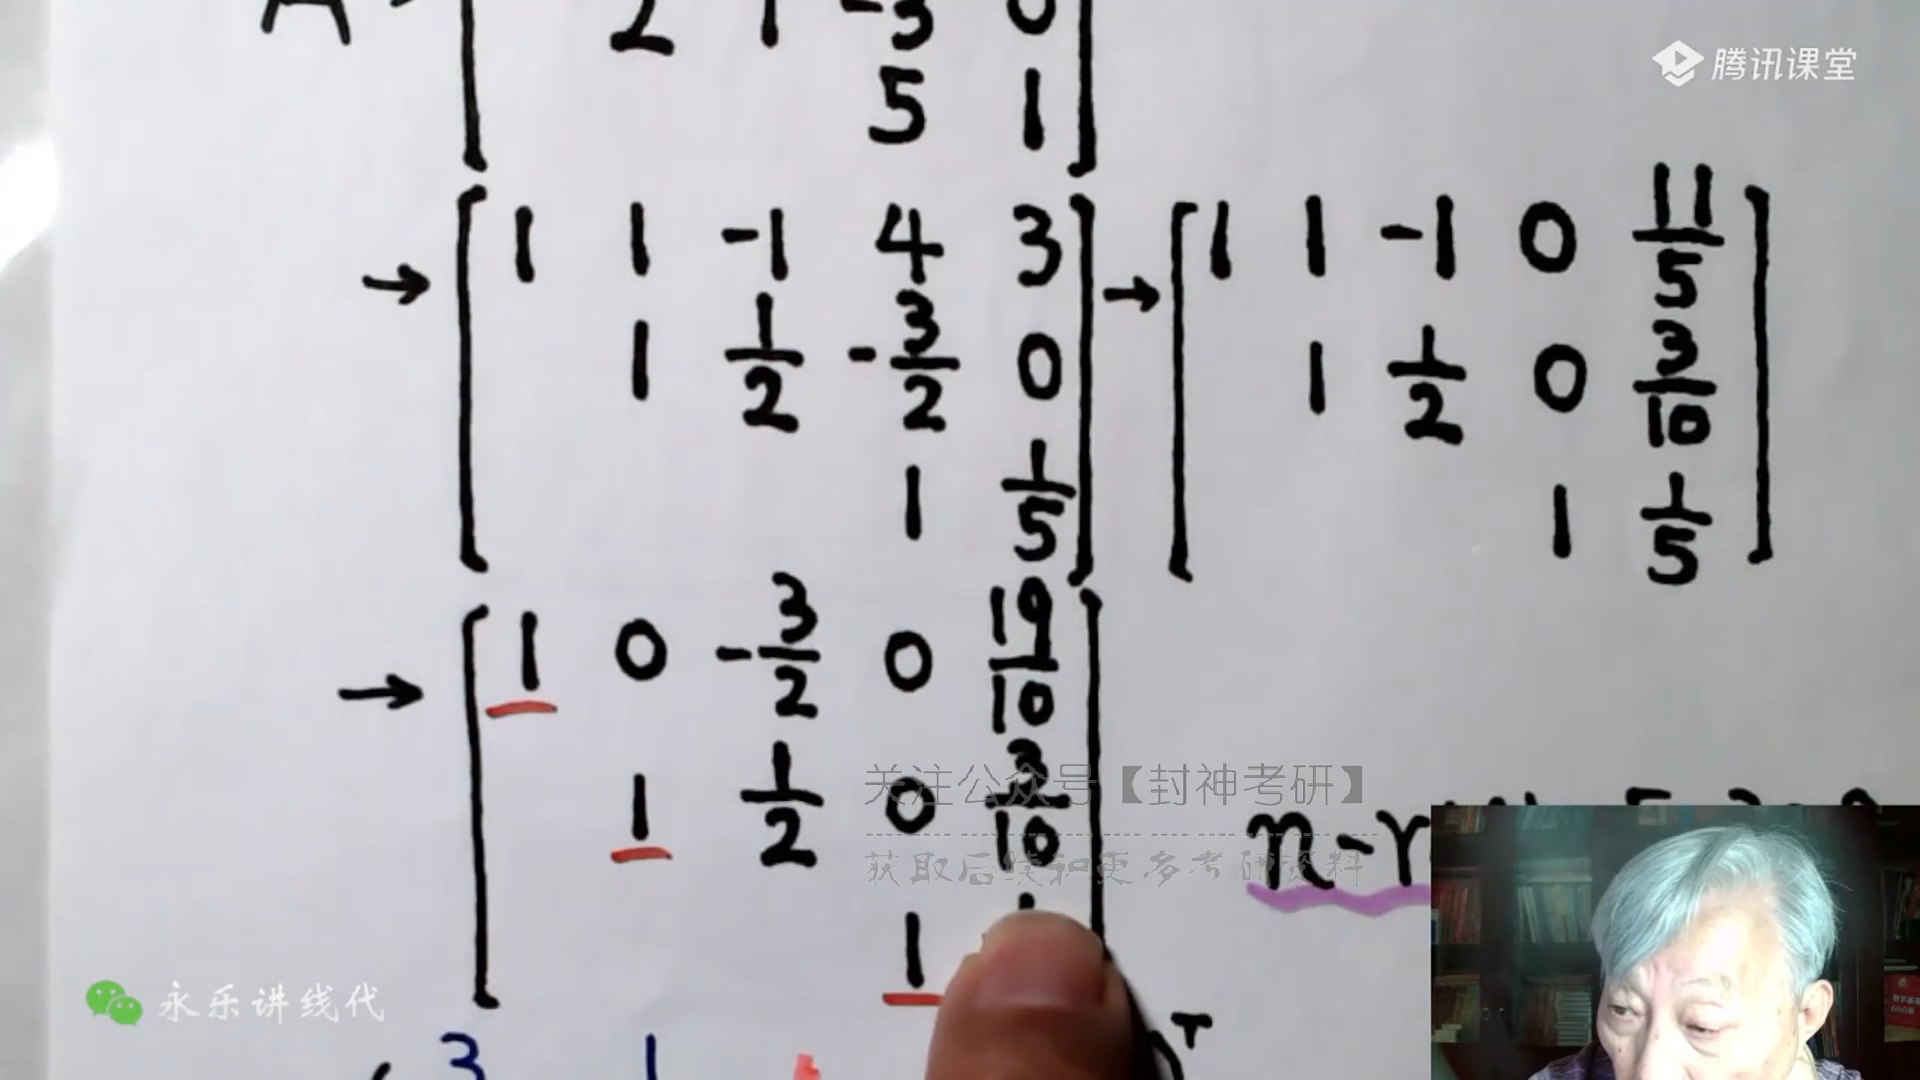 A
2 1 -3 0
5 1
→ [1 1 -1 4 3] → [1 1 -1 0 11/5]
1 1/2 -3/2 0
1 1/2 0 3/10
1 1/5
1 1/5
→ [1 0 -3/2 0 19/10]
1 1/2 0 3/10
1
n-r
3 1
T
腾讯课堂
关注公众号【封神考研】
获取后续和更多考研资料
永乐讲线代